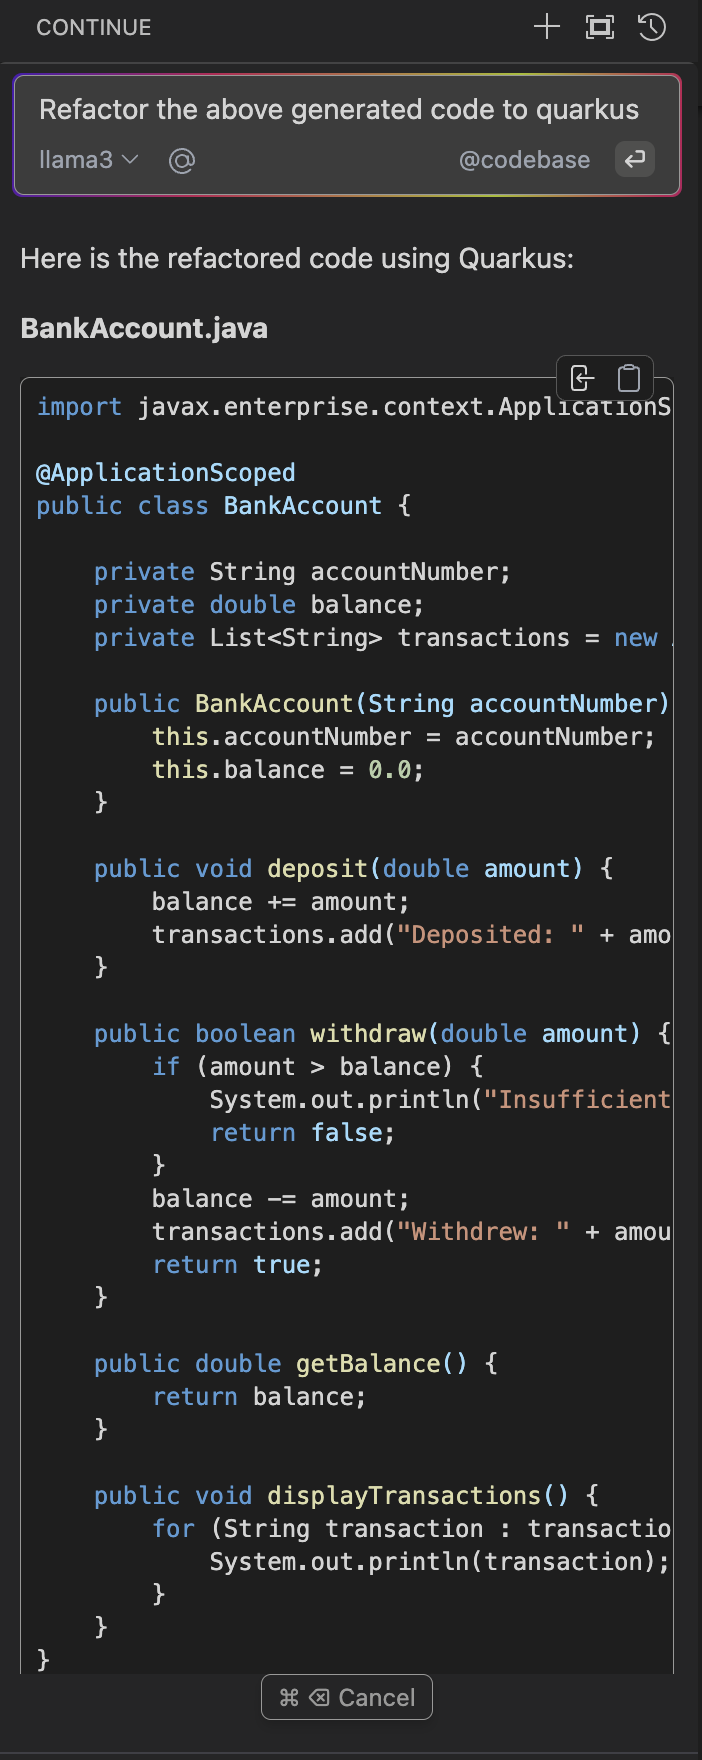 CONTINUE
Refactor the above generated code to quarkus
llama3
@codebase
Here is the refactored code using Quarkus:
BankAccount.java
import javax.enterprise.context.ApplicationS
@ApplicationScoped
public class BankAccount {
private String accountNumber;
private double balance;
private List<String> transactions = new
public BankAccount(String accountNumber)
this.accountNumber = accountNumber;
this.balance = 0.0;
}
public void deposit(double amount) {
balance += amount;
transactions.add("Deposited: " + amo
}
public boolean withdraw(double amount) {
if (amount > balance) {
System.out.println("Insufficient
return false;
}
balance -= amount;
transactions.add("Withdrew: " + amou
return true;
}
public double getBalance() {
return balance;
}
public void displayTransactions() {
for (String transaction : transactio
System.out.println(transaction);
}
}
}
⌘ ⌫ Cancel